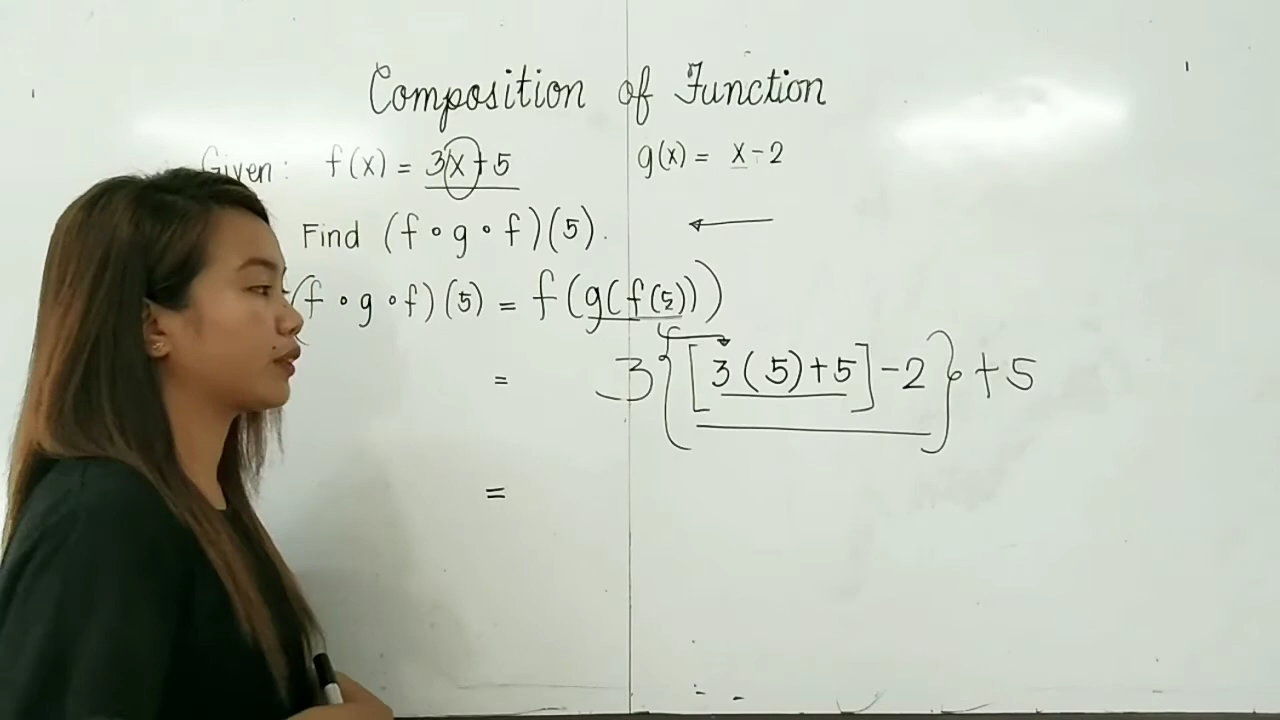 Composition of Function
Given: f(x) = 3x+5 g(x) = x-2
Find (f∘g∘f)(5).
(f∘g∘f)(5) = f(g(f(5)))
= 3{[3(5)+5]-2}+5
=